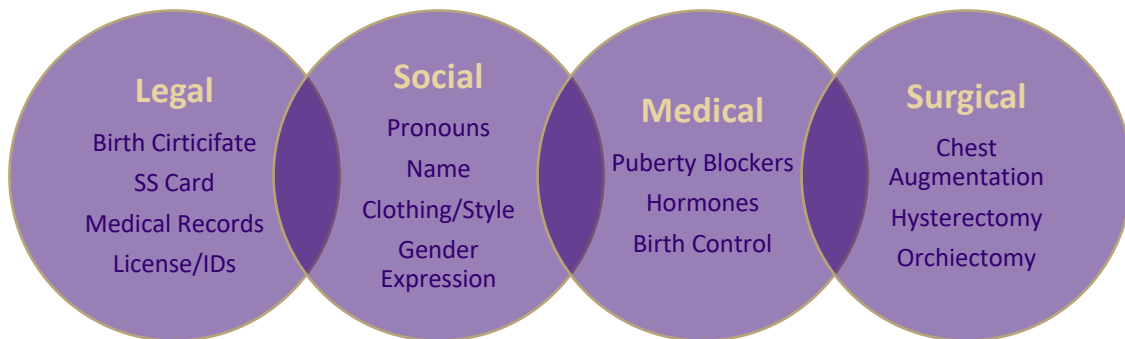 Legal
Birth Cirticifate
SS Card
Medical Records
License/IDs
Social
Pronouns
Name
Clothing/Style
Gender
Expression
Medical
Puberty Blockers
Hormones
Birth Control
Surgical
Chest
Augmentation
Hysterectomy
Orchiectomy